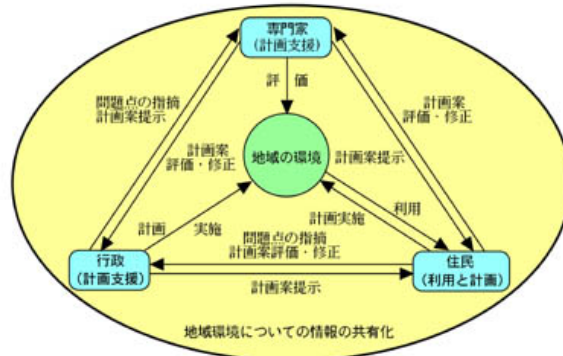 専門家
(計画支援)
評 価
問題点の指摘
計画案提示
計画案
評価・修正
計画案
評価・修正
地域の環境
計画案提示
計画 実施
計画実施
利用
問題点の指摘
計画案評価・修正
行政
(計画支援)
住民
(利用と計画)
計画案提示
地域環境についての情報の共有化